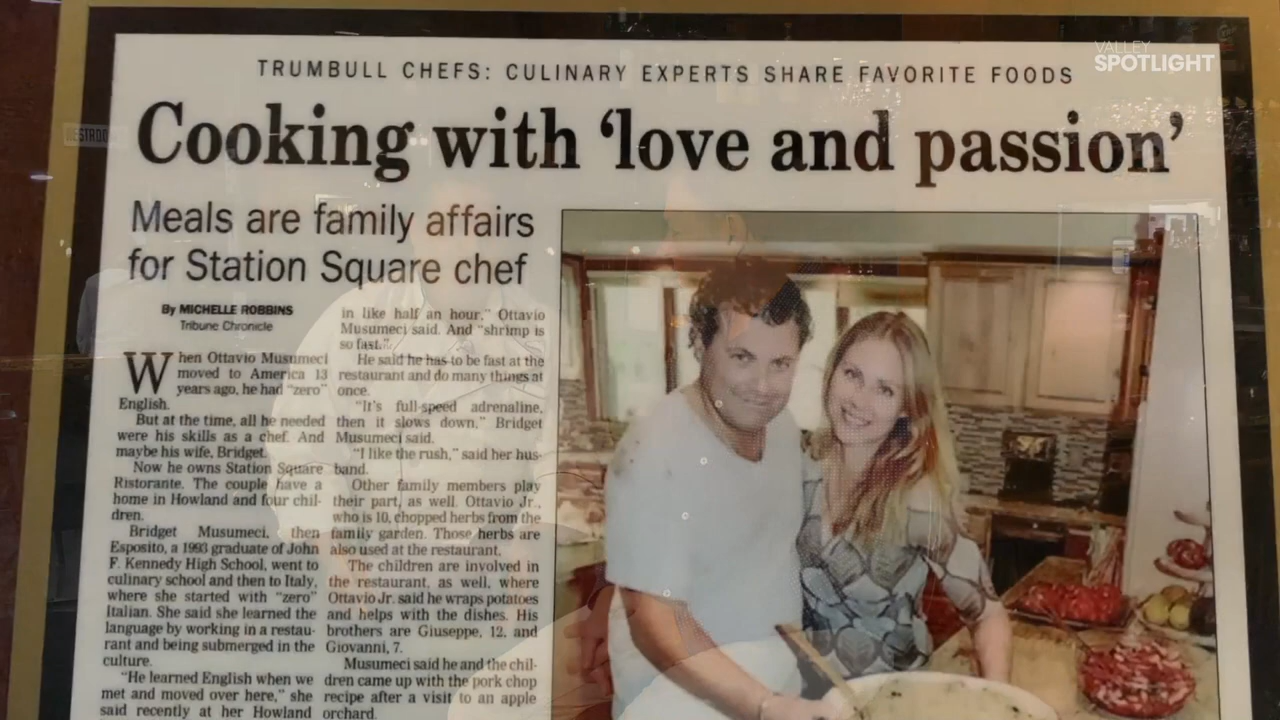 VALLEY
SPOTLIGHT
TRUMBULL CHEFS: CULINARY EXPERTS SHARE FAVORITE FOODS
Cooking with ‘love and passion’
Meals are family affairs
for Station Square chef
By MICHELLE ROBBINS
Tribune Chronicle
When Ottavio Musumeci
moved to America 13
years ago, he had “zero”
English.
But at the time, all he needed
were his skills as a chef. And
maybe his wife, Bridget.
Now he owns Station Square
Ristorante. The couple have a
home in Howland and four chil-
dren.
Bridget Musumeci, then
Esposito, a 1993 graduate of John
F. Kennedy High School, went to
culinary school and then to Italy,
where she started with “zero”
Italian. She said she learned the
language by working in a restau-
rant and being submerged in the
culture.
“He learned English when we
met and moved over here,” she
said recently at her Howland
in like half an hour,” Ottavio
Musumeci said. And “shrimp is
so fast.”
He said he has to be fast at the
restaurant and do many things at
once.
“It’s full-speed adrenaline,
then it slows down,” Bridget
Musumeci said.
“I like the rush,” said her hus-
band.
Other family members play
their part, as well. Ottavio Jr.,
who is 10, chopped herbs from the
family garden. Those herbs are
also used at the restaurant.
The children are involved in
the restaurant, as well, where
Ottavio Jr. said he wraps potatoes
and helps with the dishes. His
brothers are Giuseppe, 12, and
Giovanni, 7.
Musumeci said he and the chil-
dren came up with the pork chop
recipe after a visit to an apple
orchard.